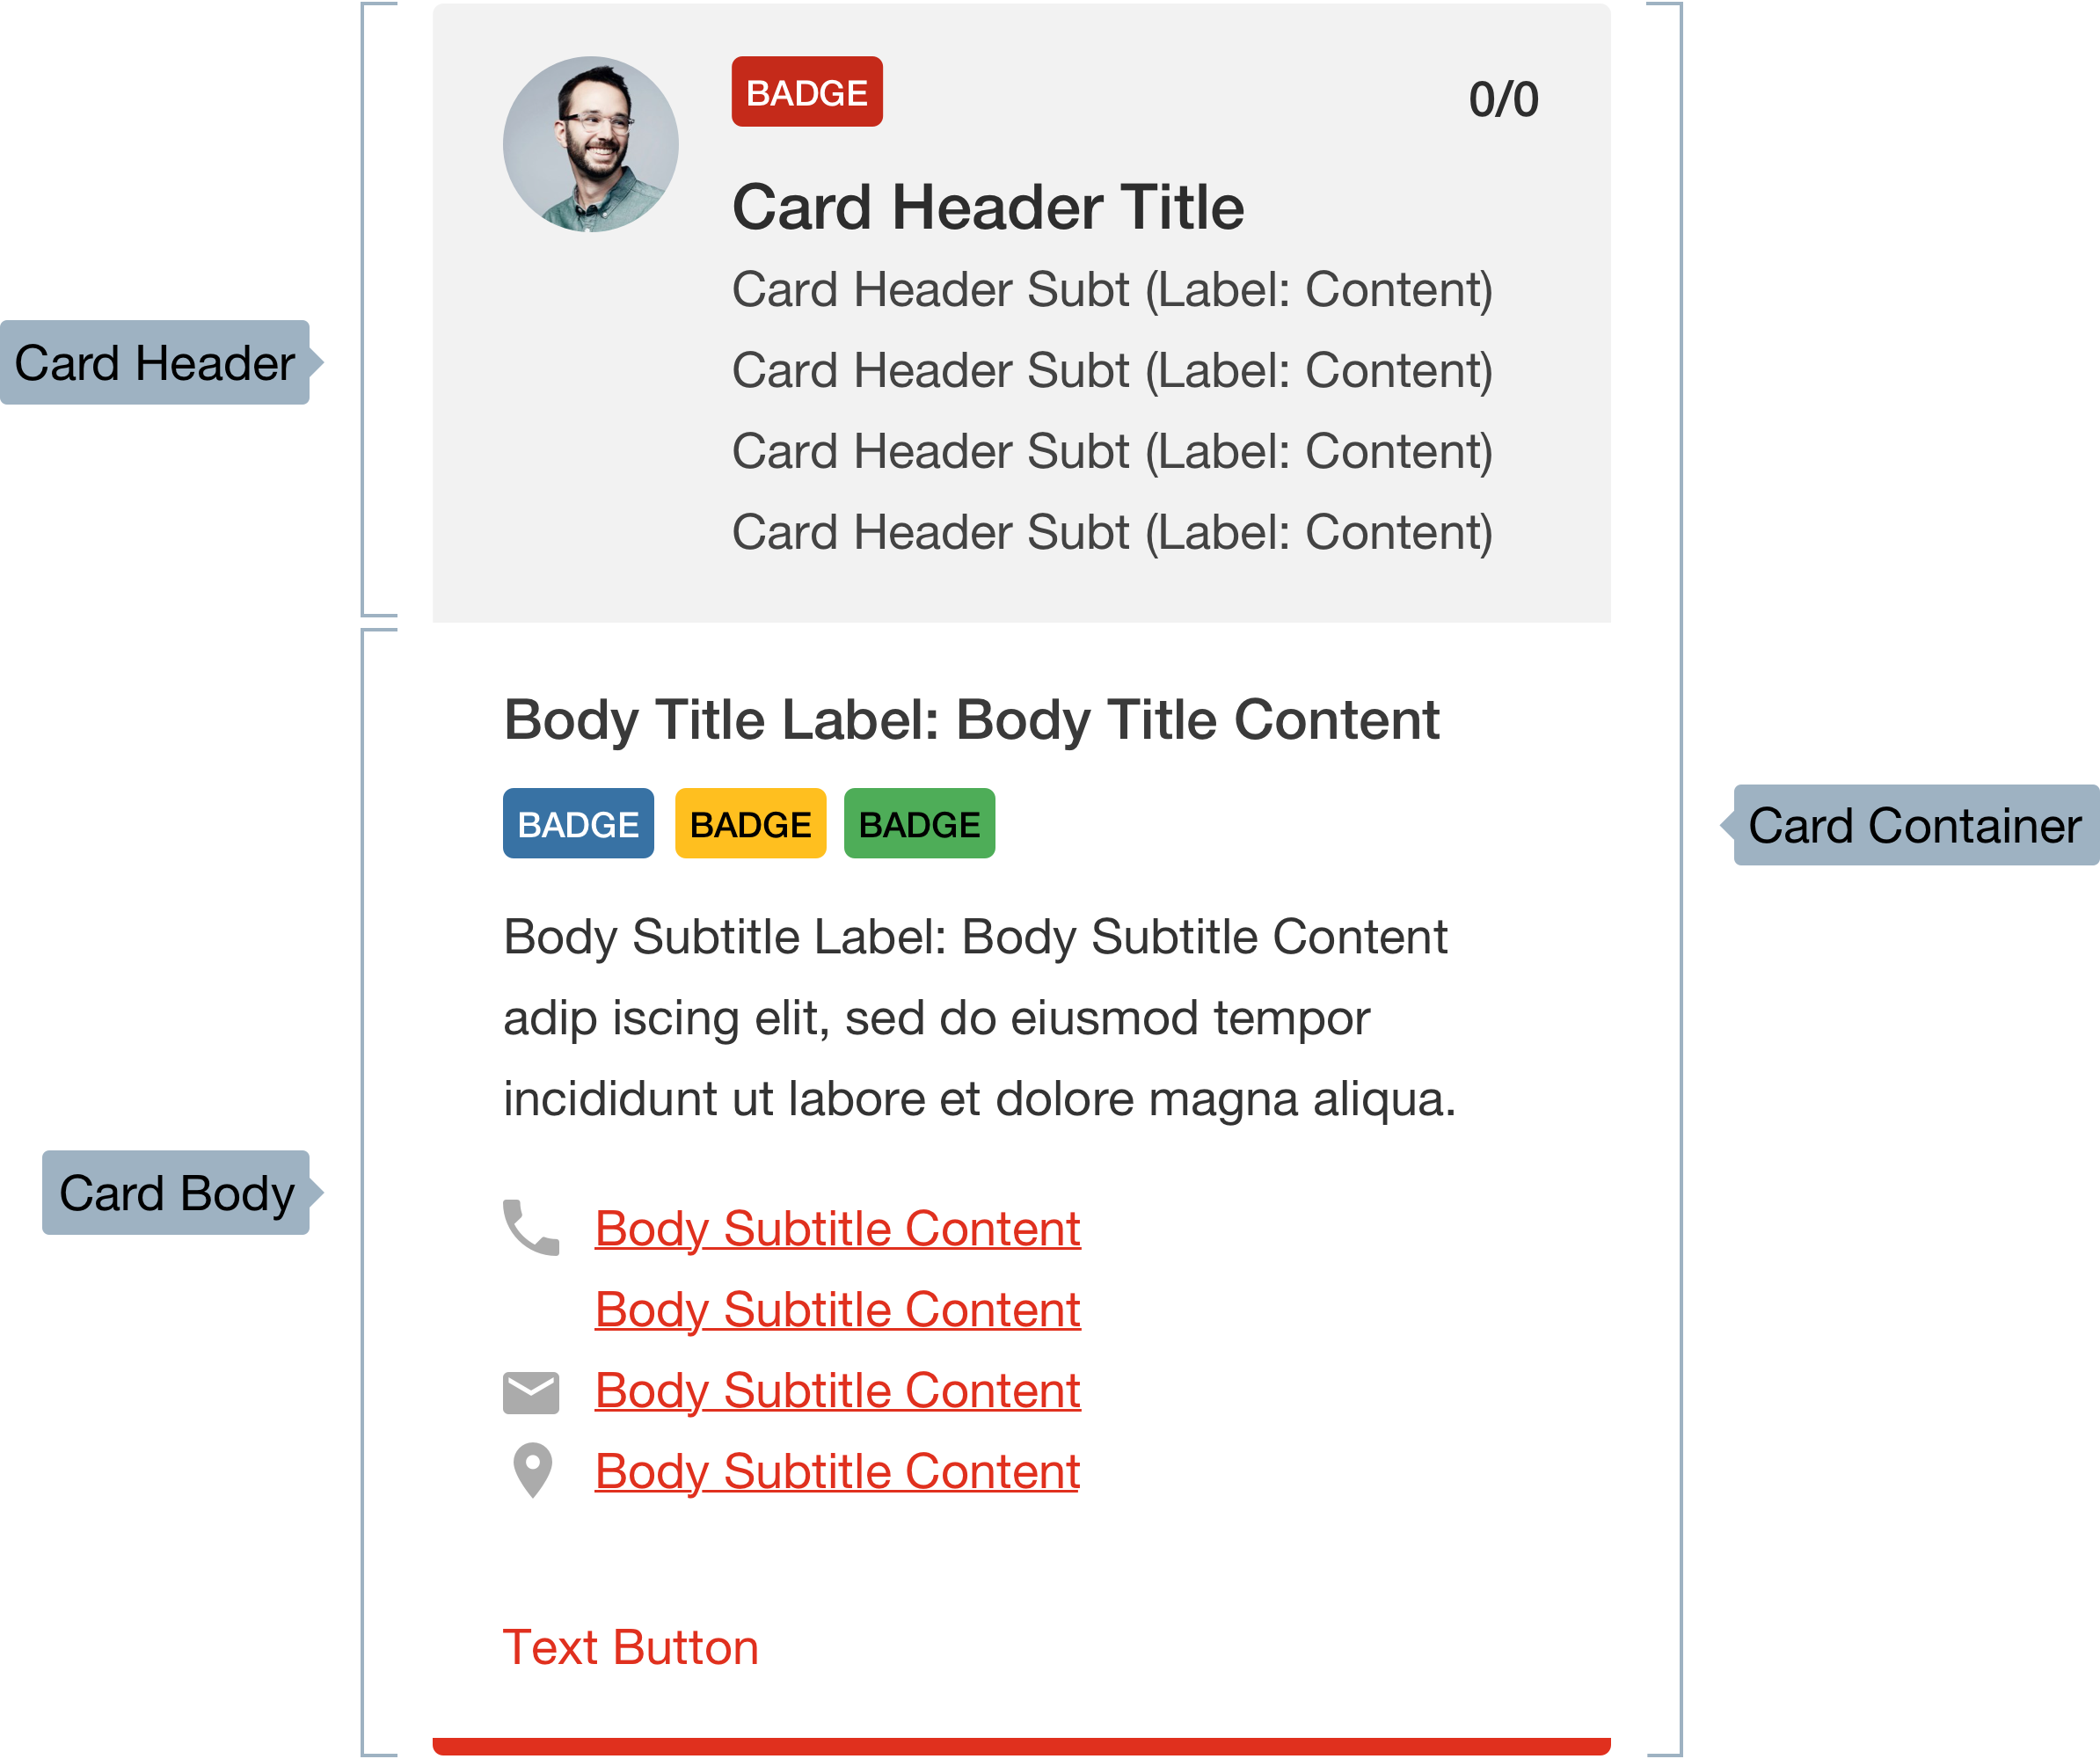 BADGE
0/0
Card Header Title
Card Header Subt (Label: Content)
Card Header Subt (Label: Content)
Card Header Subt (Label: Content)
Card Header Subt (Label: Content)
Card Header
Body Title Label: Body Title Content
BADGE BADGE BADGE
Card Container
Body Subtitle Label: Body Subtitle Content
adip iscing elit, sed do eiusmod tempor
incididunt ut labore et dolore magna aliqua.
Card Body
Body Subtitle Content
Body Subtitle Content
Body Subtitle Content
Body Subtitle Content
Text Button